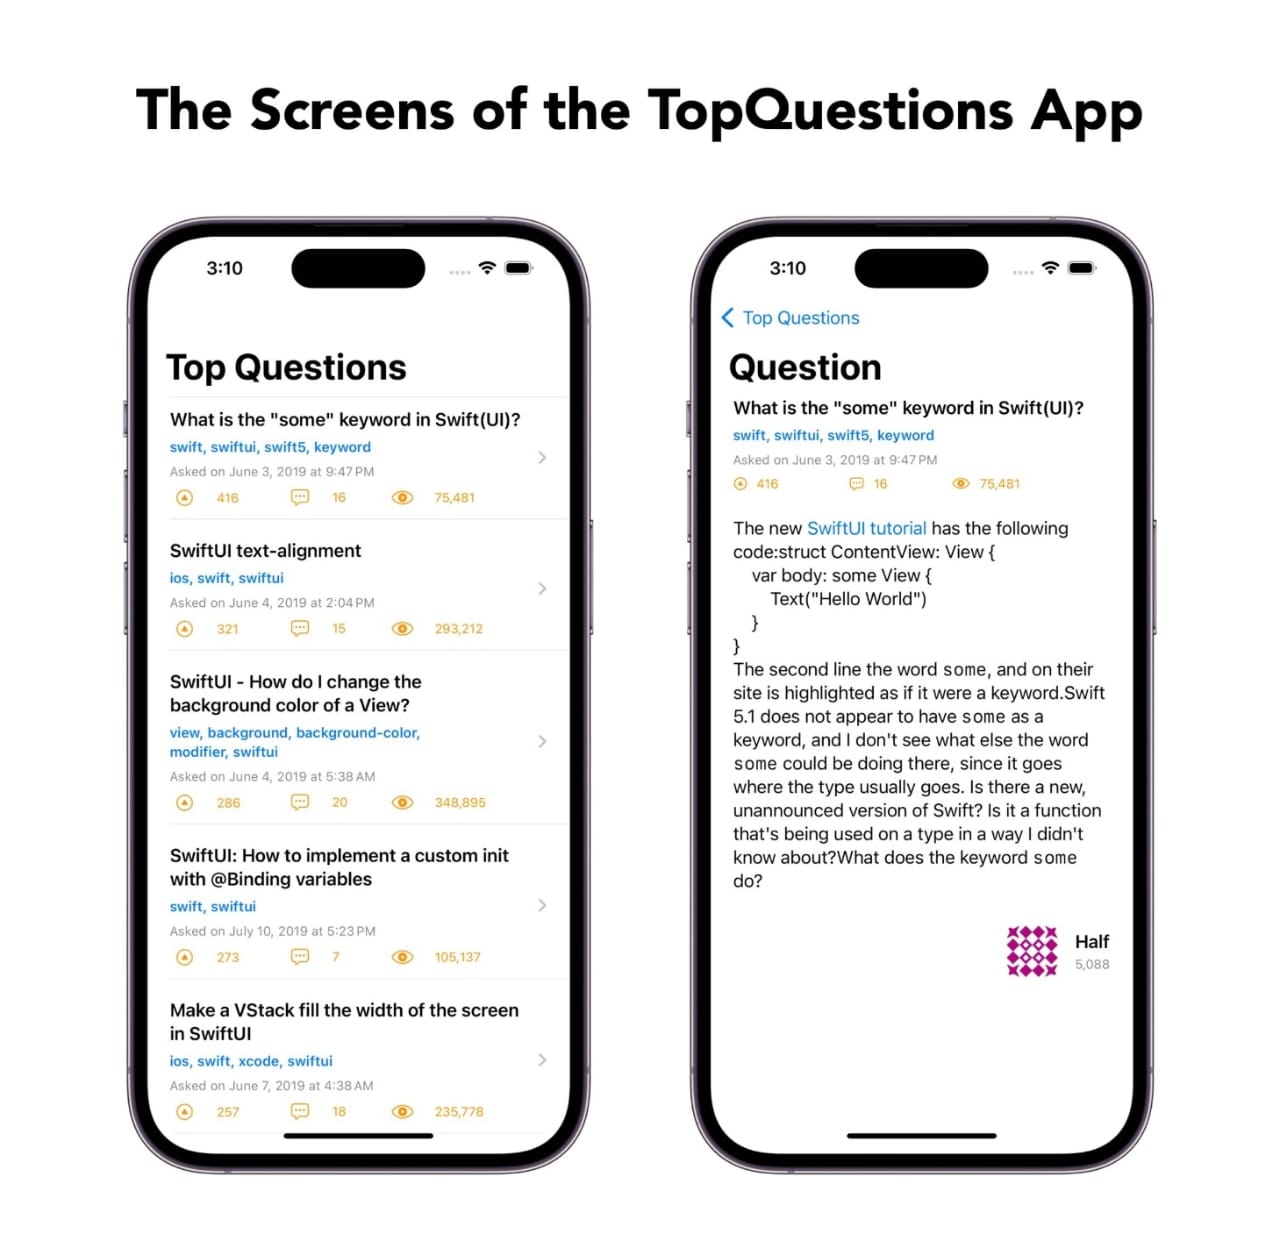 The Screens of the TopQuestions App
3:10
Top Questions
What is the "some" keyword in Swift(UI)?
swift, swiftui, swift5, keyword
Asked on June 3, 2019 at 9:47 PM
416 16 75,481
SwiftUI text-alignment
ios, swift, swiftui
Asked on June 4, 2019 at 2:04 PM
321 15 293,212
SwiftUI - How do I change the
background color of a View?
view, background, background-color,
modifier, swiftui
Asked on June 4, 2019 at 5:38 AM
286 20 348,895
SwiftUI: How to implement a custom init
with @Binding variables
swift, swiftui
Asked on July 10, 2019 at 5:23 PM
273 7 105,137
Make a VStack fill the width of the screen
in SwiftUI
ios, swift, xcode, swiftui
Asked on June 7, 2019 at 4:38 AM
257 18 235,778
3:10
Top Questions
Question
What is the "some" keyword in Swift(UI)?
swift, swiftui, swift5, keyword
Asked on June 3, 2019 at 9:47 PM
416 16 75,481
The new SwiftUI tutorial has the following
code:struct ContentView: View {
var body: some View {
Text("Hello World")
}
}
The second line the word some, and on their
site is highlighted as if it were a keyword.Swift
5.1 does not appear to have some as a
keyword, and I don't see what else the word
some could be doing there, since it goes
where the type usually goes. Is there a new,
unannounced version of Swift? Is it a function
that's being used on a type in a way I didn't
know about?What does the keyword some
do?
Half
5,088